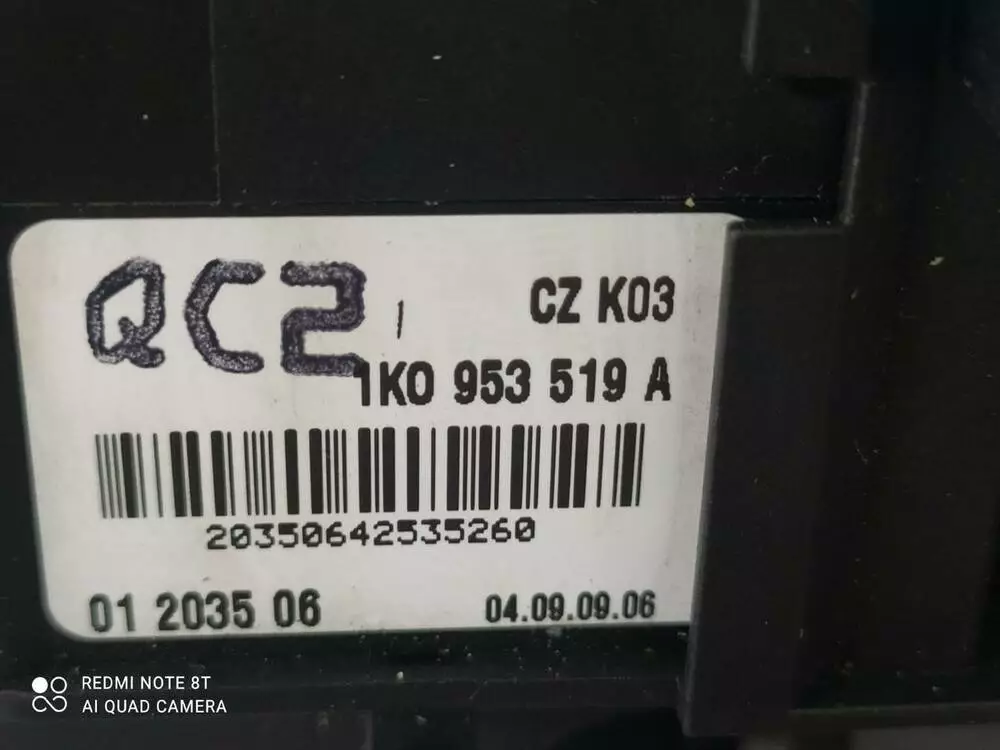 QC2
CZ K03
1K0 953 519 A
20350642535260
01 2035 06
04.09.09.06
REDMI NOTE 8T
AI QUAD CAMERA